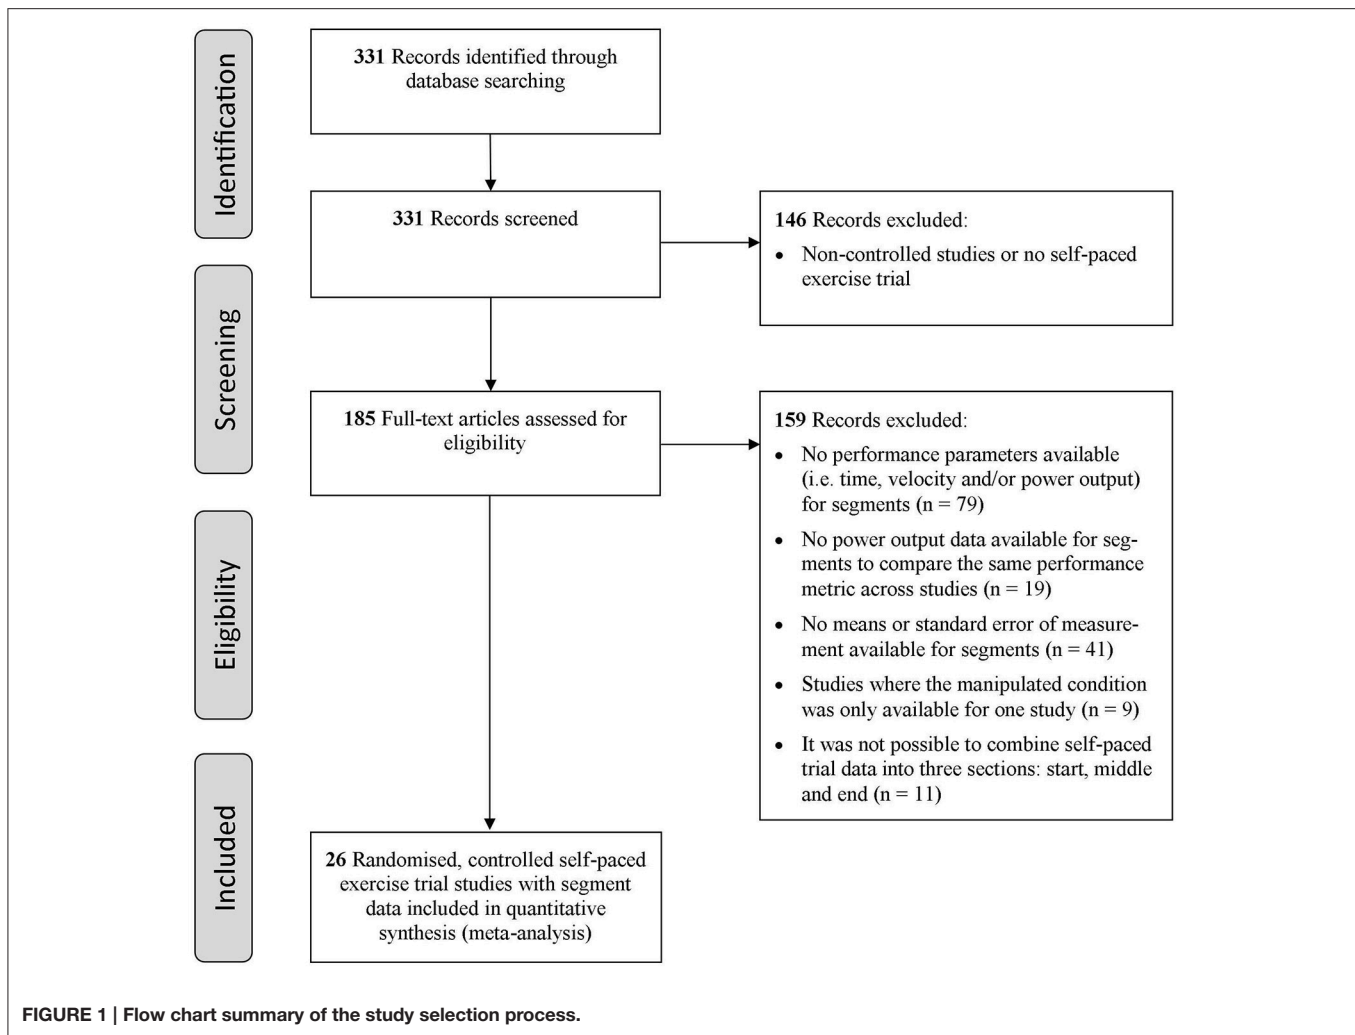 Identification
331 Records identified through
database searching
331 Records screened
146 Records excluded:
• Non-controlled studies or no self-paced
exercise trial
Screening
185 Full-text articles assessed for
eligibility
159 Records excluded:
• No performance parameters available
(i.e. time, velocity and/or power output)
for segments (n = 79)
• No power output data available for seg-
ments to compare the same performance
metric across studies (n = 19)
• No means or standard error of measure-
ment available for segments (n = 41)
• Studies where the manipulated condition
was only available for one study (n = 9)
• It was not possible to combine self-paced
trial data into three sections: start, middle
and end (n = 11)
Eligibility
Included
26 Randomised, controlled self-paced
exercise trial studies with segment
data included in quantitative
synthesis (meta-analysis)
FIGURE 1 | Flow chart summary of the study selection process.